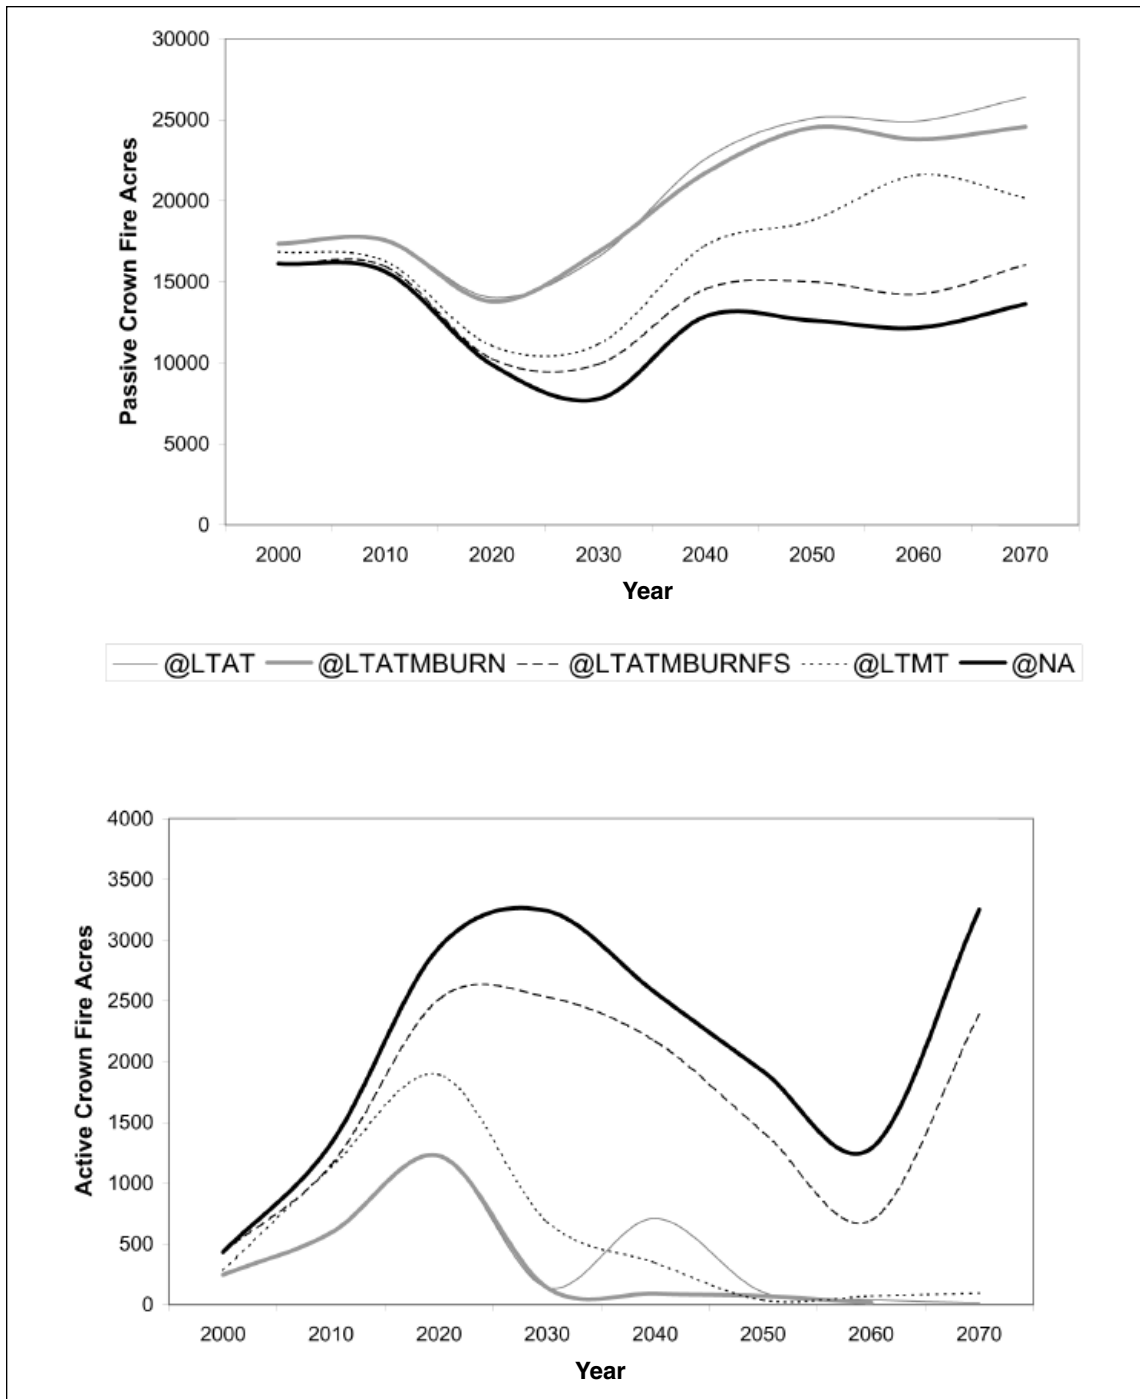 30000
25000
20000
15000
10000
5000
0
Passive Crown Fire Acres
2000 2010 2020 2030 2040 2050 2060 2070
Year
@LTAT @LTATMBURN @LTATMBURNFS @LTMT @NA
4000
3500
3000
2500
2000
1500
1000
500
0
Active Crown Fire Acres
2000 2010 2020 2030 2040 2050 2060 2070
Year